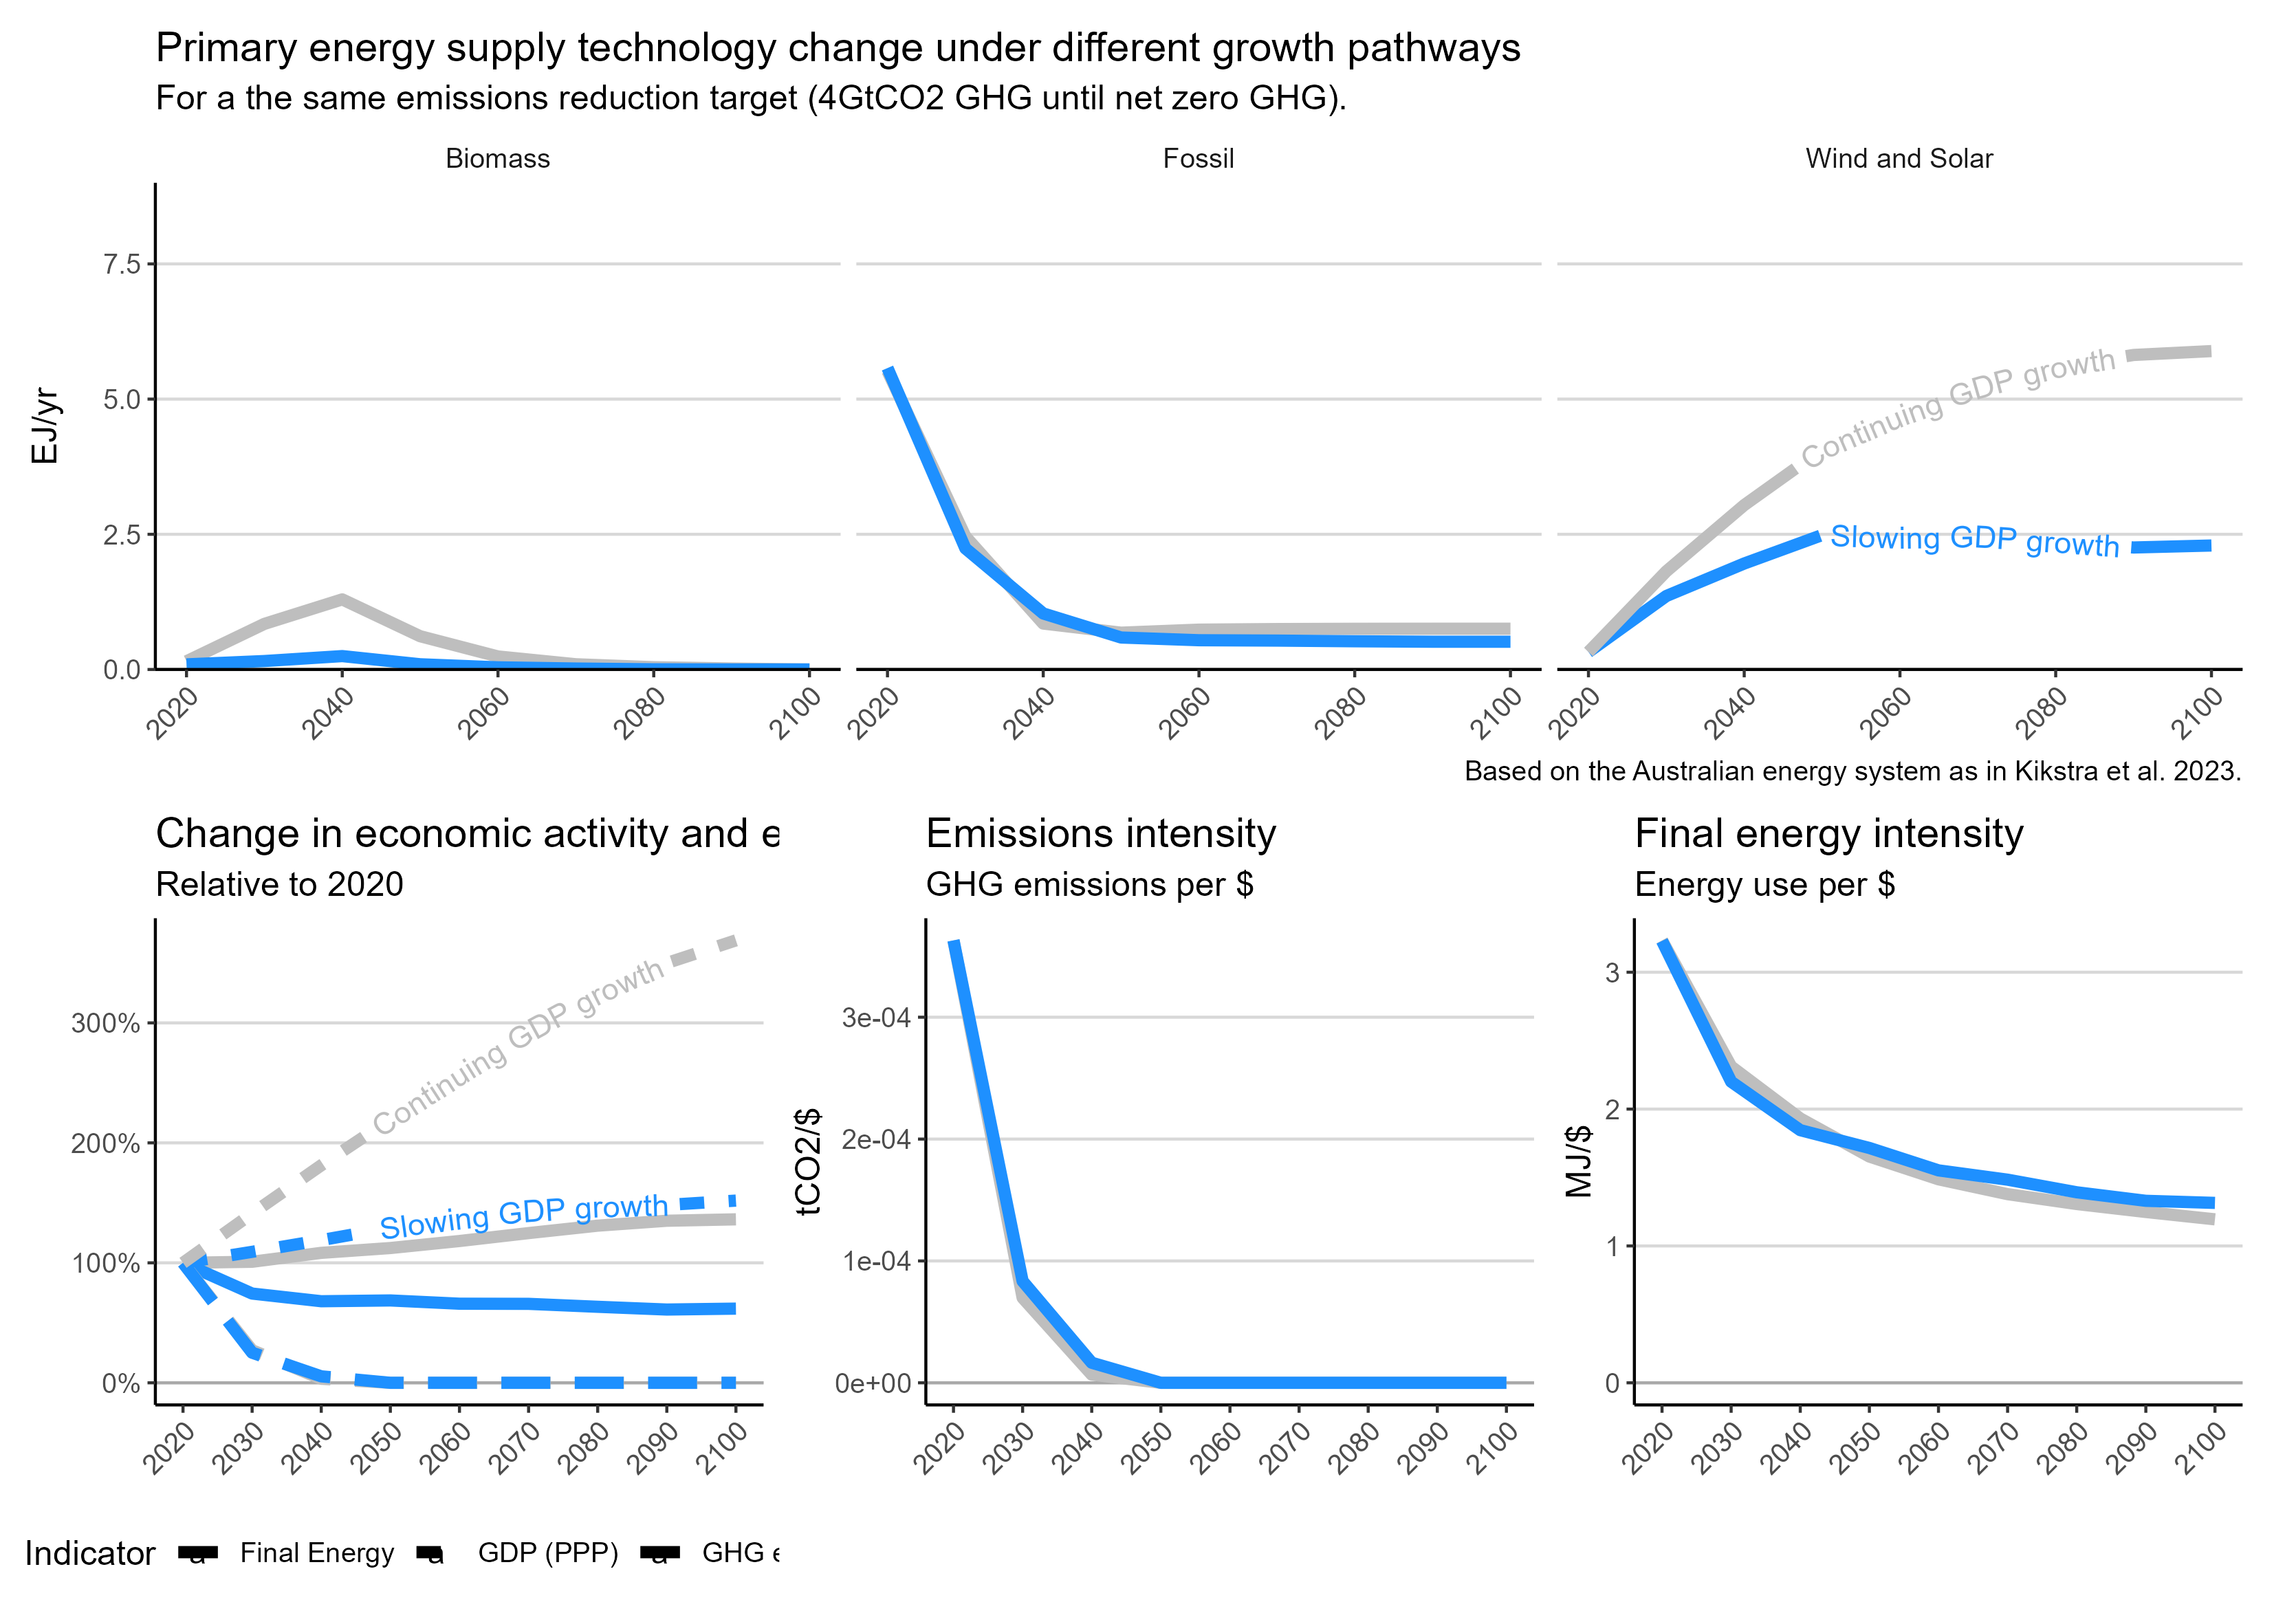 Primary energy supply technology change under different growth pathways
For a the same emissions reduction target (4GtCO2 GHG until net zero GHG).
Biomass
Fossil
Wind and Solar
EJ/yr
7.5
5.0
2.5
0.0
Continuing GDP growth
Slowing GDP growth
2020 2040 2060 2080 2100
2020 2040 2060 2080 2100
2020 2040 2060 2080 2100
Based on the Australian energy system as in Kikstra et al. 2023.
Change in economic activity and e
Relative to 2020
300%
200%
100%
0%
Continuing GDP growth
Slowing GDP growth
2020 2030 2040 2050 2060 2070 2080 2090 2100
Indicator a Final Energy a GDP (PPP) a GHG e
Emissions intensity
GHG emissions per $
tCO2/$
3e-04
2e-04
1e-04
0e+00
2020 2030 2040 2050 2060 2070 2080 2090 2100
Final energy intensity
Energy use per $
MJ/$
3
2
1
0
2020 2030 2040 2050 2060 2070 2080 2090 2100